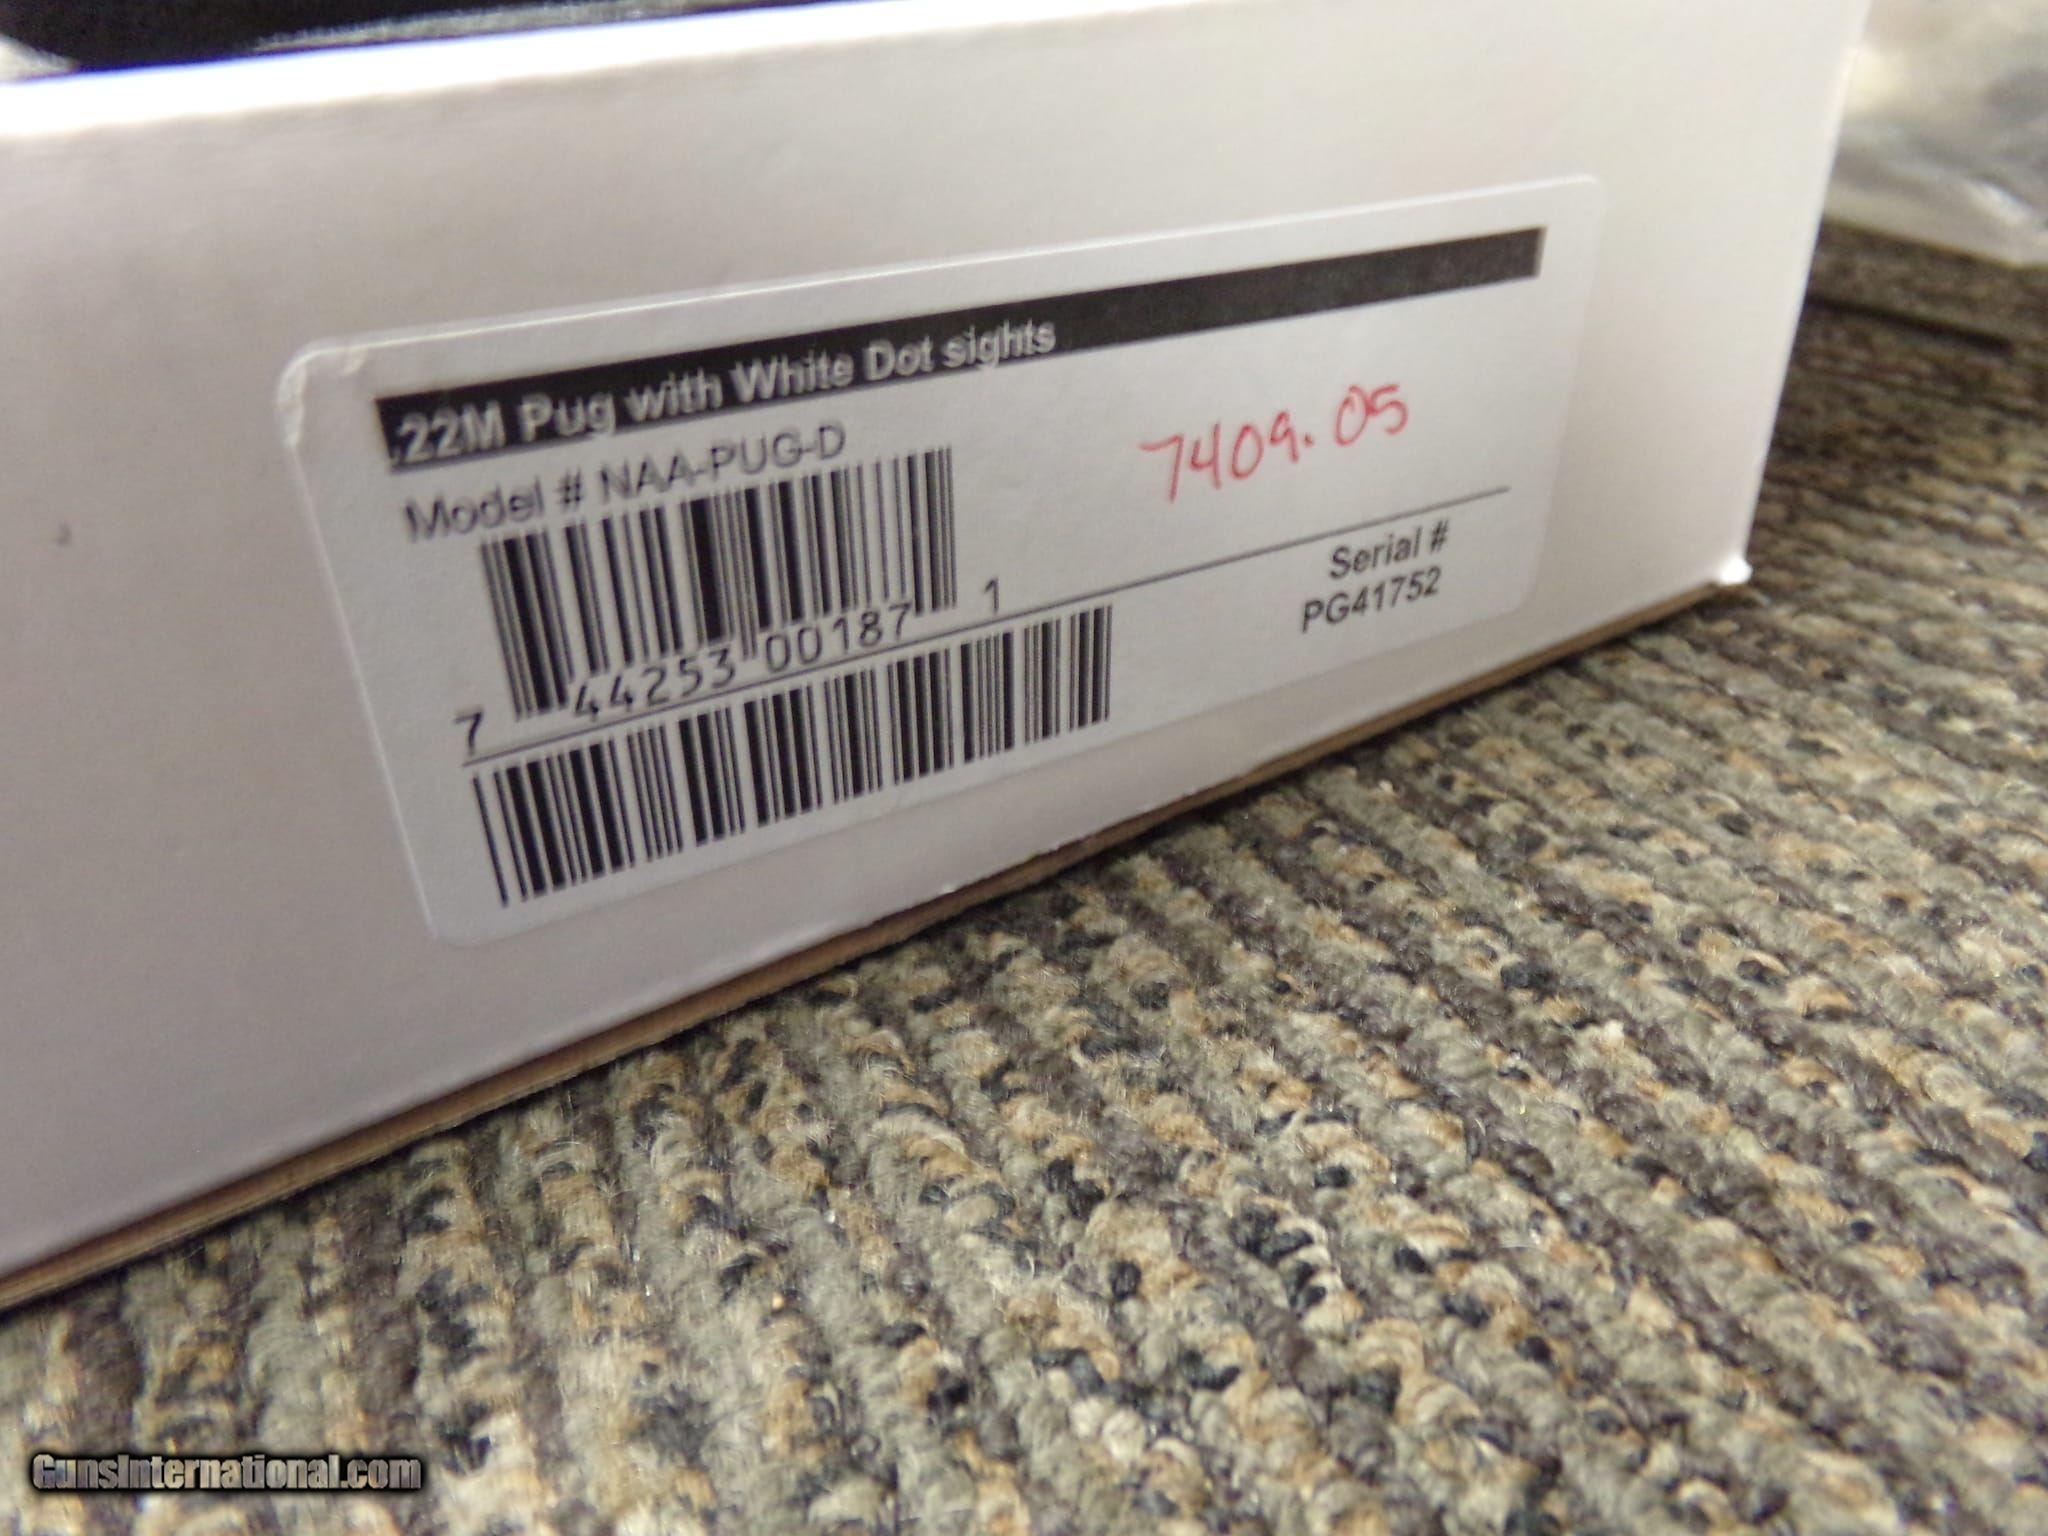 .22M Pug with White Dot sights
Model # NAA-PUG-D
7409.05
7 44253 00187 1
Serial #
PG41752
GunsInternational.com